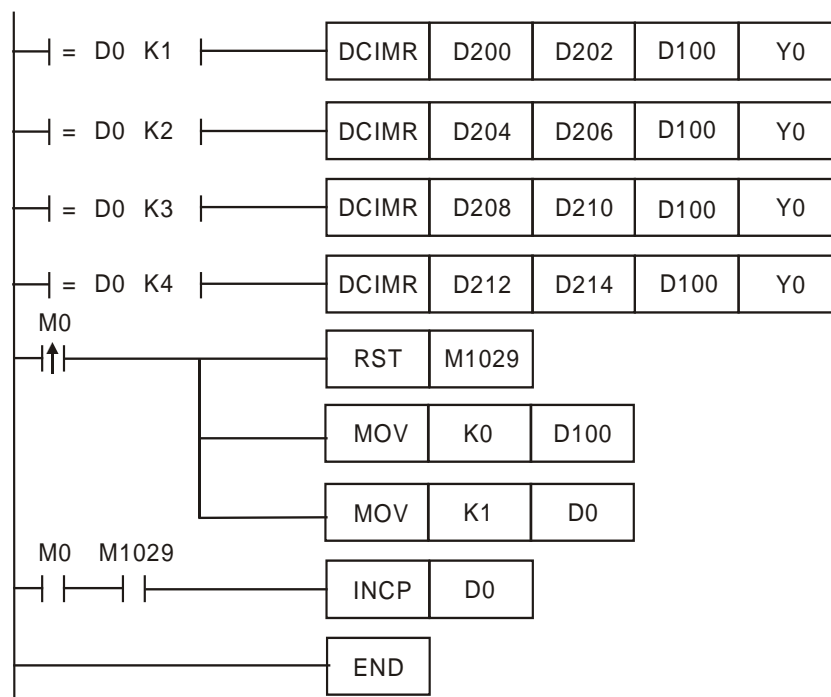 = D0 K1 DCIMR D200 D202 D100 Y0
= D0 K2 DCIMR D204 D206 D100 Y0
= D0 K3 DCIMR D208 D210 D100 Y0
= D0 K4 DCIMR D212 D214 D100 Y0
M0
RST M1029
MOV K0 D100
MOV K1 D0
M0 M1029
INCP D0
END